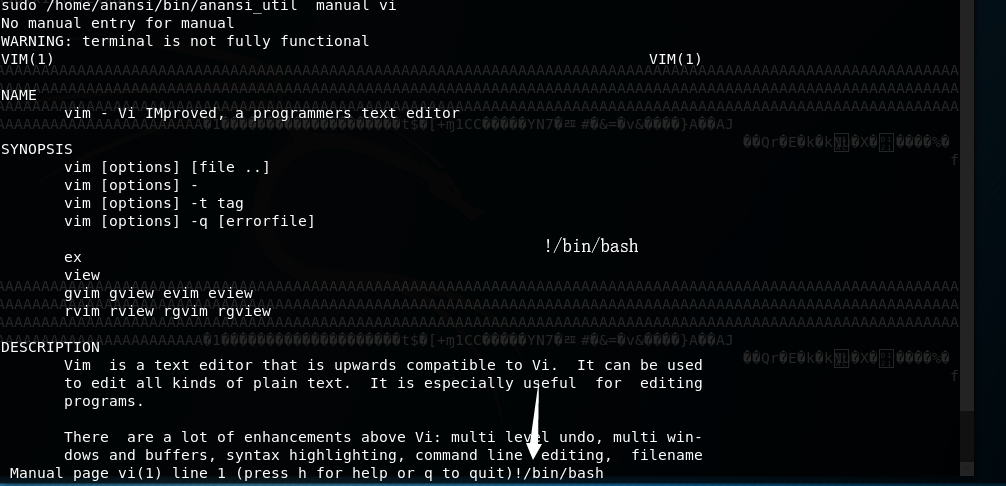 sudo /home/anansi/bin/anansi_util  manual vi
No manual entry for manual
WARNING: terminal is not fully functional
VIM(1)                                                                  VIM(1)
NAME
       vim - Vi IMproved, a programmers text editor
SYNOPSIS
       vim [options] [file ..]
       vim [options] -
       vim [options] -t tag
       vim [options] -q [errorfile]
!/bin/bash
       ex
       view
       gvim gview evim eview
       rvim rview rgvim rgview
DESCRIPTION
       Vim  is a text editor that is upwards compatible to Vi.  It can be used
       to edit all kinds of plain text.  It is especially useful  for  editing
       programs.
       There  are a lot of enhancements above Vi: multi level undo, multi win-
       dows and buffers, syntax highlighting, command line  editing,  filename
 Manual page vi(1) line 1 (press h for help or q to quit)!/bin/bash